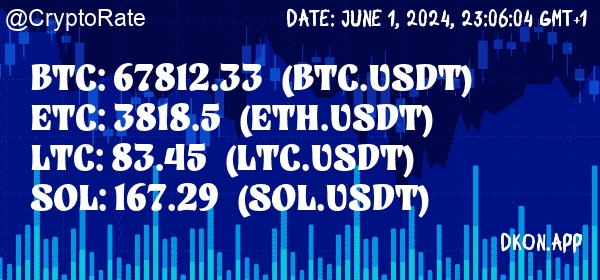 @CryptoRate
DATE: JUNE 1, 2024, 23:06:04 GMT+1
BTC: 67812.33 (BTC.USDT)
ETC: 3818.5 (ETH.USDT)
LTC: 83.45 (LTC.USDT)
SOL: 167.29 (SOL.USDT)
DKON.APP